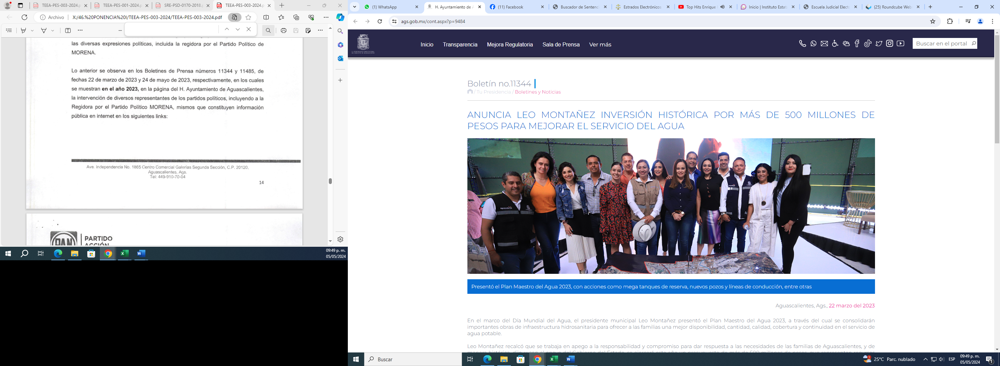 TEEA-PES-003-2024.p
TEEA-PES-001-2024.p
SRE-PSD-0170-2018.p
TEEA-PES-003-2024.p
Archivo
X:/46.%20PONENCIA%20I/TEEA-PES-003-2024/TEEA-PES-003-2024.pdf
las diversas expresiones políticas, incluida la regidora por el Partido Político de
MORENA.
Lo anterior se observa en los Boletines de Prensa números 11344 y 11485, de
fechas 22 de marzo de 2023 y 24 de mayo de 2023, respectivamente, en los cuales
se muestran en el año 2023, en la página del H. Ayuntamiento de Aguascalientes,
la intervención de diversos representantes de los partidos políticos, incluyendo a la
Regidora por el Partido Político MORENA, mismos que constituyen información
pública en internet en los siguientes links:
Ave. Independencia No. 1865 Centro Comercial Galerías Segunda Sección, C.P. 20120,
Aguascalientes, Ags.
Tel: 449-910-70-04
14
PAN
PARTIDO
ACCIÓN
09:49 p. m.
05/05/2024
(1) WhatsApp
H. Ayuntamiento de A
(11) Facebook
Buscador de Sentenci
Estrados Electrónicos
Top Hits Enrique
Inicio | Instituto Estat
Escuela Judicial Elect
(25) Roundcube Web
ags.gob.mx/cont.aspx?p=9484
Inicio
Transparencia
Mejora Regulatoria
Sala de Prensa
Ver más
Buscar en el portal
Boletín no.11344
/ Tu Presidencia / Boletines y Noticias
ANUNCIA LEO MONTAÑEZ INVERSIÓN HISTÓRICA POR MÁS DE 500 MILLONES DE
PESOS PARA MEJORAR EL SERVICIO DEL AGUA
Presentó el Plan Maestro del Agua 2023, con acciones como mega tanques de reserva, nuevos pozos y líneas de conducción, entre otras
Aguascalientes, Ags., 22 marzo del 2023
En el marco del Día Mundial del Agua, el presidente municipal Leo Montañez presentó el Plan Maestro del Agua 2023, a través del cual se consolidarán
importantes obras de infraestructura hidrosanitaria para ofrecer a las familias una mejor disponibilidad, cantidad, calidad, cobertura y continuidad en el servicio de
agua potable.
Leo Montañez recalcó que se trabaja en apego a la responsabilidad y compromiso para dar respuesta a las necesidades de las familias de Aguascalientes, y de
Buscar
25°C Parc. nublado
ESP
09:49 p. m.
05/05/2024